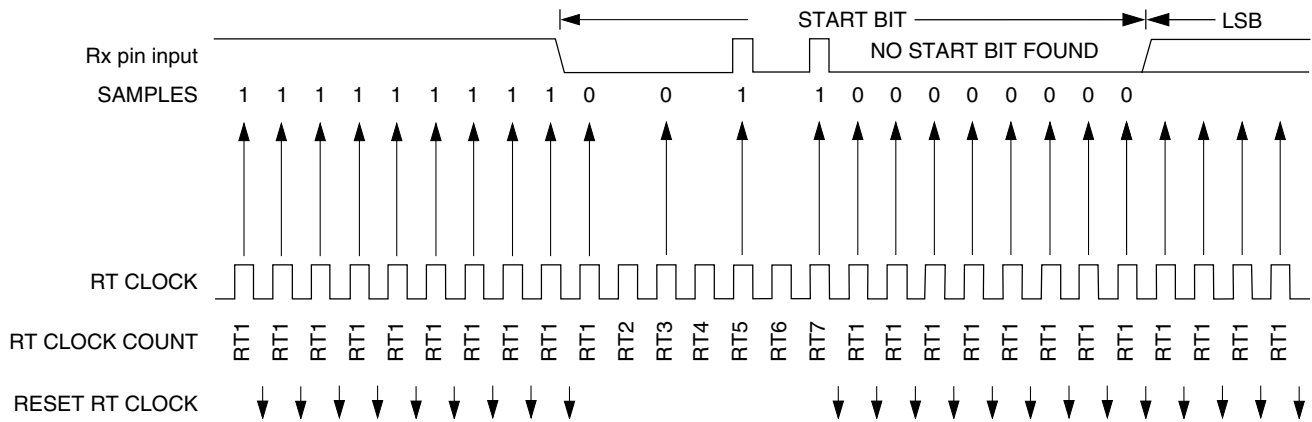 START BIT LSB
Rx pin input NO START BIT FOUND
SAMPLES 1 1 1 1 1 1 1 1 1 0 0 1 1 0 0 0 0 0 0 0 0
RT CLOCK
RT CLOCK COUNT RT1 RT1 RT1 RT1 RT1 RT1 RT1 RT1 RT1 RT1 RT2 RT3 RT4 RT5 RT6 RT7 RT1 RT1 RT1 RT1 RT1 RT1 RT1 RT1 RT1 RT1 RT1 RT1
RESET RT CLOCK